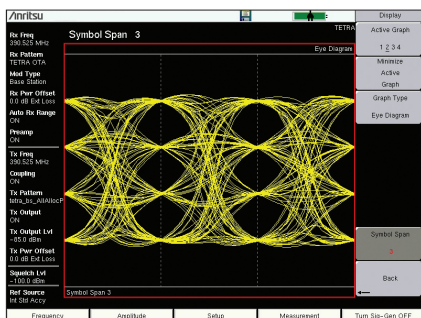 /Inritsu
Display
Rx Freq
390.525 MHz
Rx Pattern
TETRA OTA
Mod Type
Base Station
Rx Pwr Offset
0.0 dB Ext Loss
Auto Rx Range
ON
Preamp
ON
Tx Freq
390.525 MHz
Coupling
ON
Tx Pattern
tetra_bs_AllAllocP
Tx Output
ON
Tx Output Lvl
-85.0 dBm
Tx Pwr Offset
0.0 dB Ext Loss
Squelch Lvl
-100.0 dBm
Ref Source
Int Std Accy
TETRA
Symbol Span 3
Eye Diagram
Symbol Span 3
Active Graph
1 2 3 4
Minimize
Active
Graph
Graph Type
Eye Diagram
Symbol Span
3
Back
Frequency
Amplitude
Setup
Measurement
Turn Sig-Gen OFF